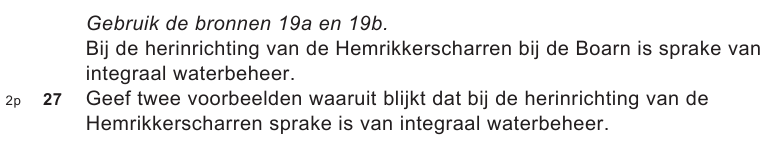 Gebruik de bronnen 19a en 19b.
Bij de herinrichting van de Hemrikkerscharren bij de Boarn is sprake van
integraal waterbeheer.
2p 27 Geef twee voorbeelden waaruit blijkt dat bij de herinrichting van de
Hemrikkerscharren sprake is van integraal waterbeheer.